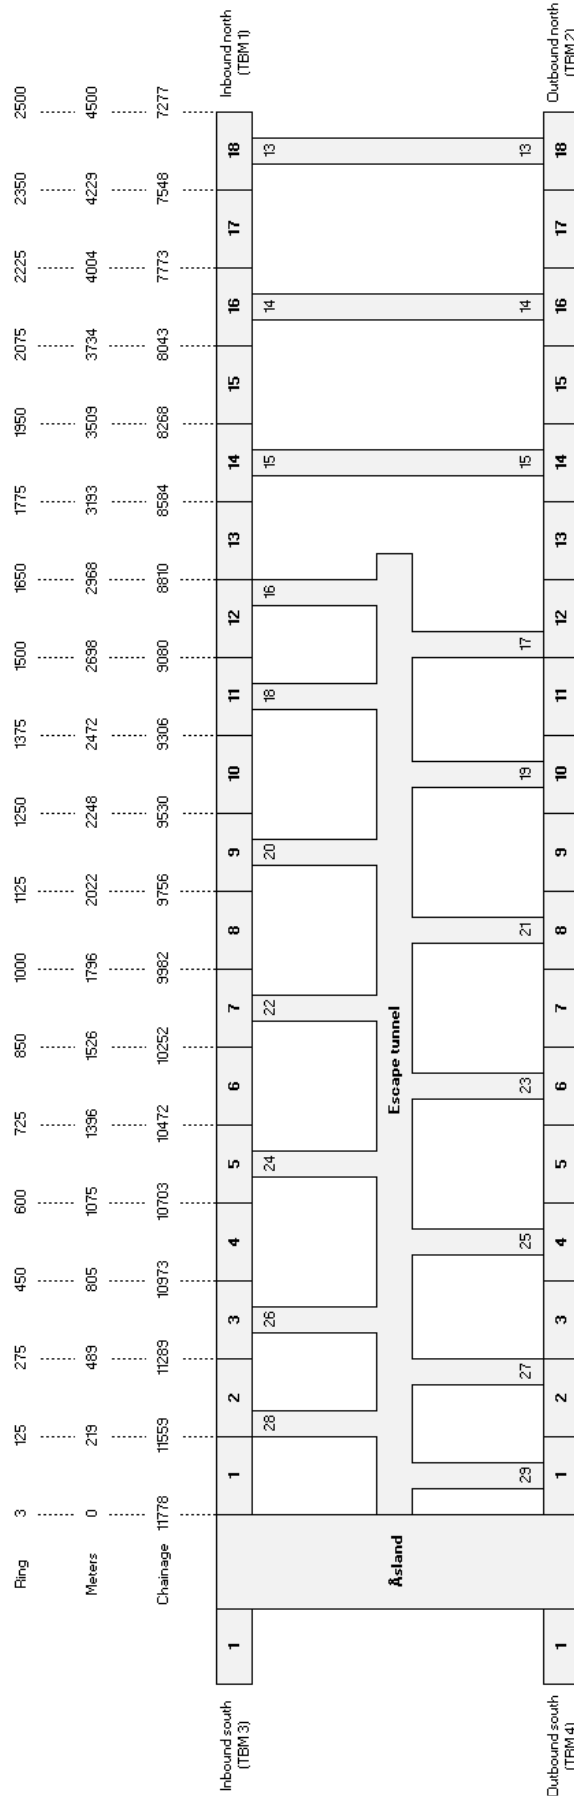 Ring 3 125 275 450 600 725 850 1000 1125 1250 1375 1500 1650 1775 1950 2075 2225 2350 2500
Meters 0 219 489 805 1075 1396 1526 1796 2022 2248 2472 2698 2968 3193 3509 3734 4004 4229 4500
Chainage 11778 11559 11289 10973 10703 10472 10252 9982 9756 9530 9306 9080 8810 8584 8268 8043 7773 7548 7277
Inbound south
(TBM 3)
1 1 2 3 4 5 6 7 8 9 10 11 12 13 14 15 16 17 18
Inbound north
(TBM 1)
28 26 24 22 20 18 16 15 14 13
Åsland Escape tunnel
29 27 25 23 21 19 17 15 14 13
Outbound south
(TBM 4)
1 1 2 3 4 5 6 7 8 9 10 11 12 13 14 15 16 17 18
Outbound north
(TBM 2)